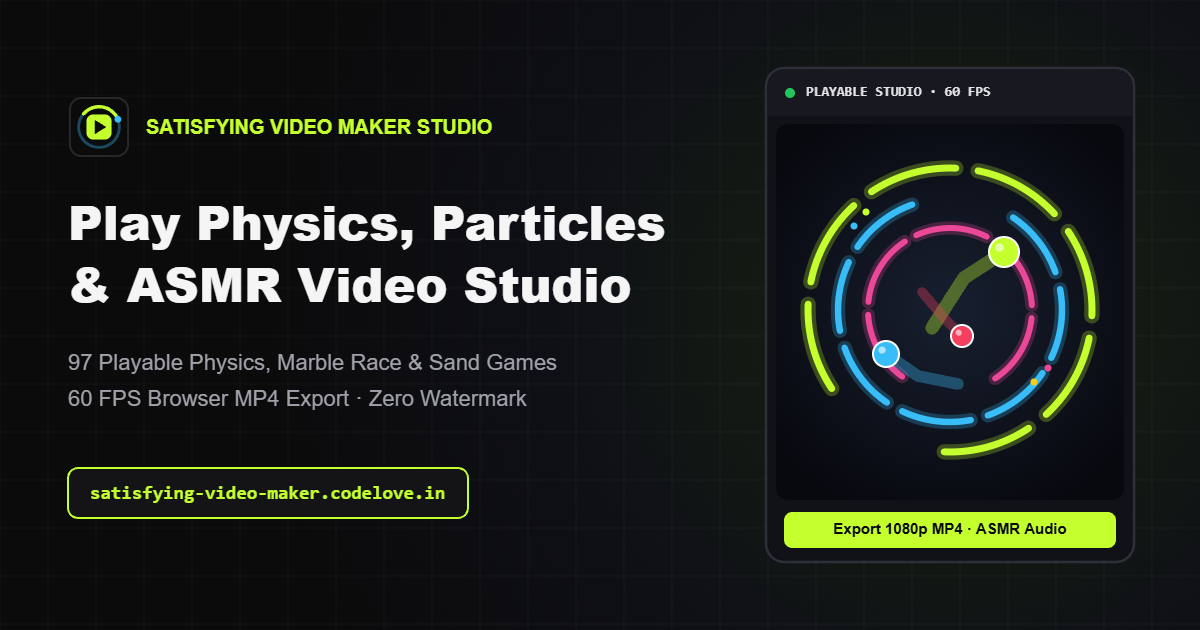 SATISFYING VIDEO MAKER STUDIO
Play Physics, Particles
& ASMR Video Studio
97 Playable Physics, Marble Race & Sand Games
60 FPS Browser MP4 Export · Zero Watermark
satisfying-video-maker.codelove.in
PLAYABLE STUDIO · 60 FPS
Export 1080p MP4 · ASMR Audio